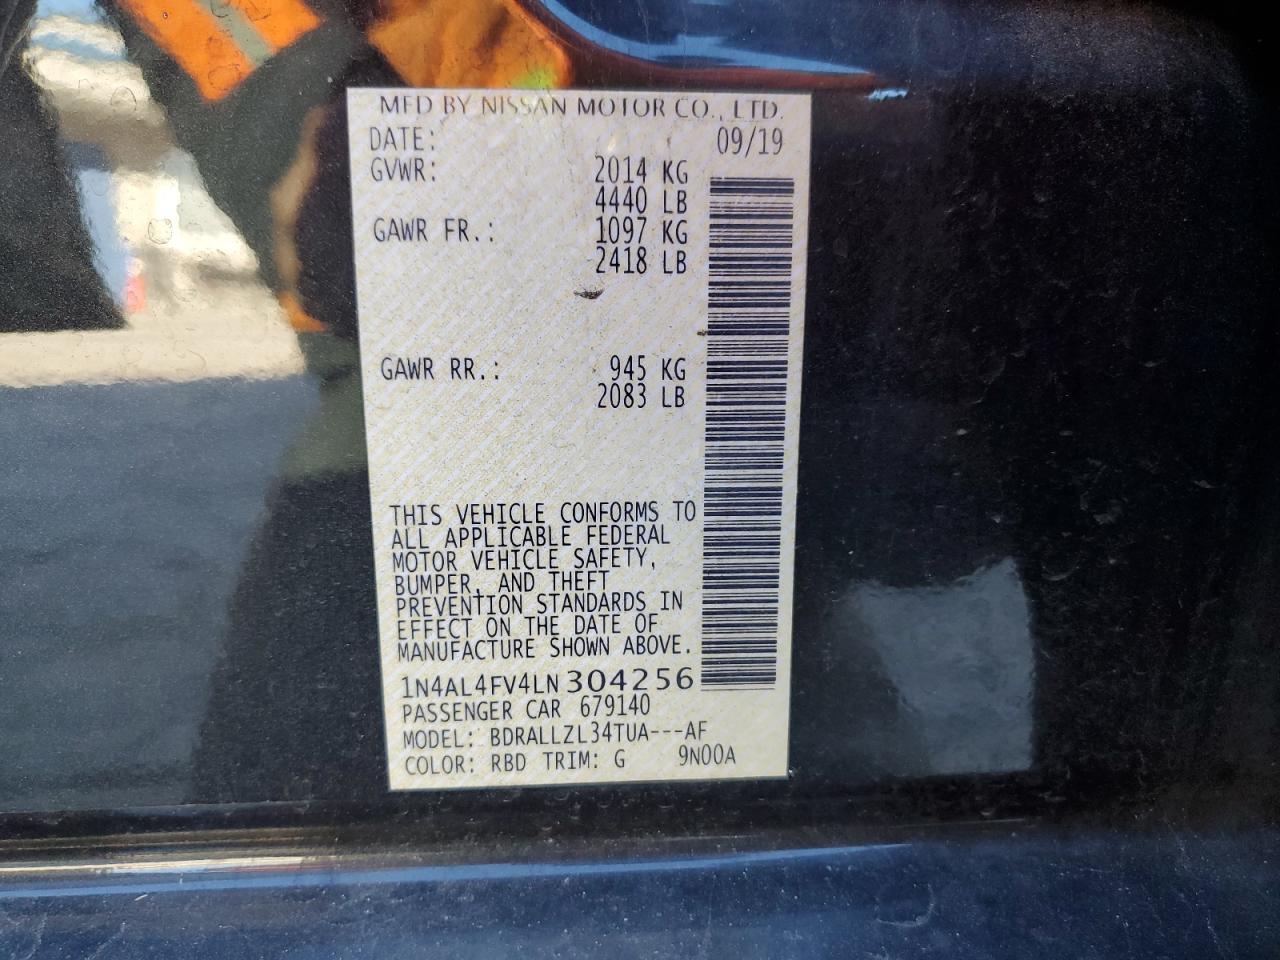 MFD BY NISSAN MOTOR CO., LTD.
DATE: 09/19
GVWR: 2014 KG
4440 LB
GAWR FR.: 1097 KG
2418 LB
GAWR RR.: 945 KG
2083 LB
THIS VEHICLE CONFORMS TO
ALL APPLICABLE FEDERAL
MOTOR VEHICLE SAFETY,
BUMPER, AND THEFT
PREVENTION STANDARDS IN
EFFECT ON THE DATE OF
MANUFACTURE SHOWN ABOVE.
1N4AL4FV4LN304256
PASSENGER CAR 679140
MODEL: BDRALLZL34TUA---AF
COLOR: RBD TRIM: G 9N00A